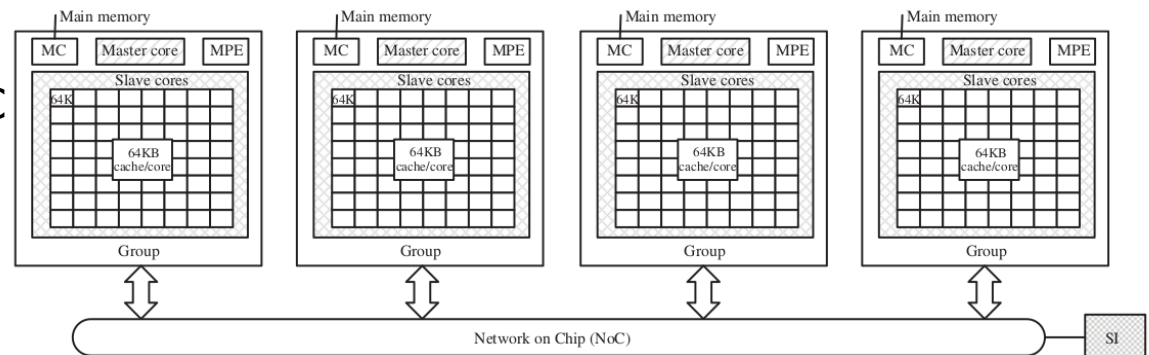 Main memory
MC
Master core
MPE
Slave cores
64K
64KB
cache/core
Group
Main memory
MC
Master core
MPE
Slave cores
64K
64KB
cache/core
Group
Main memory
MC
Master core
MPE
Slave cores
64K
64KB
cache/core
Group
Main memory
MC
Master core
MPE
Slave cores
64K
64KB
cache/core
Group
Network on Chip (NoC)
SI